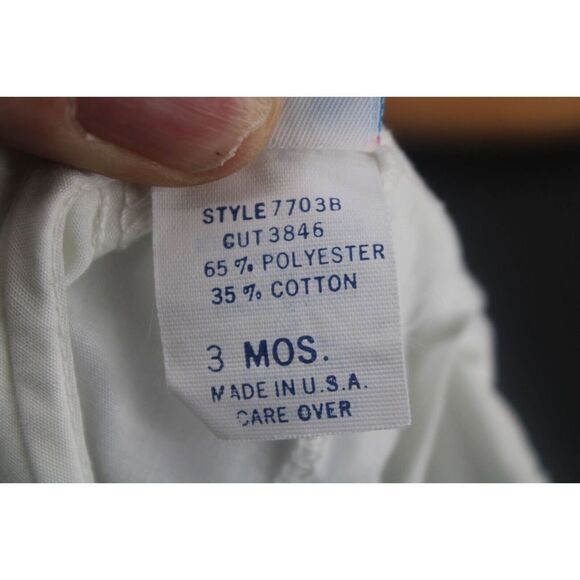 STYLE 7703B
CUT 3846
65% POLYESTER
35% COTTON
3 MOS.
MADE IN U.S.A.
CARE OVER